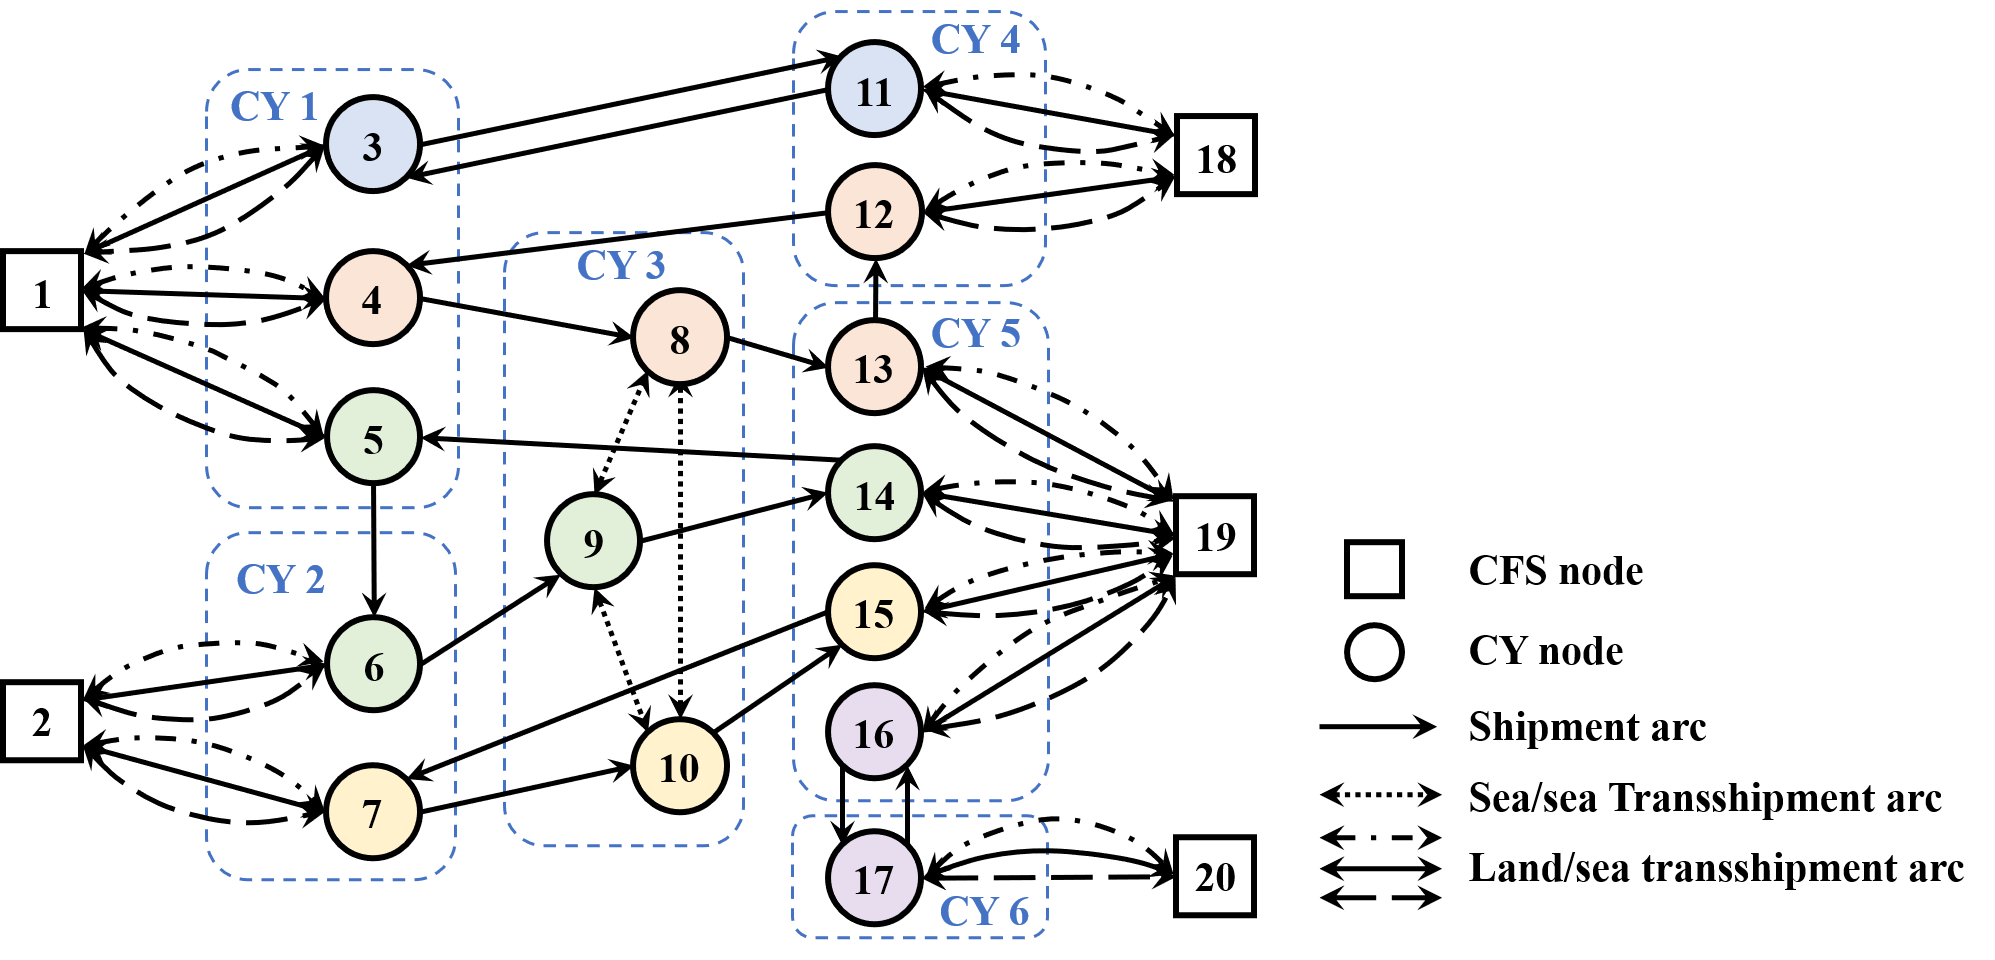 CY 4
11
CY 1
3
18
12
CY 3
1
4
8
CY 5
13
5
14
9
19
CY 2
15
6
2
16
10
7
17
20
CY 6
CFS node
CY node
Shipment arc
Sea/sea Transshipment arc
Land/sea transshipment arc